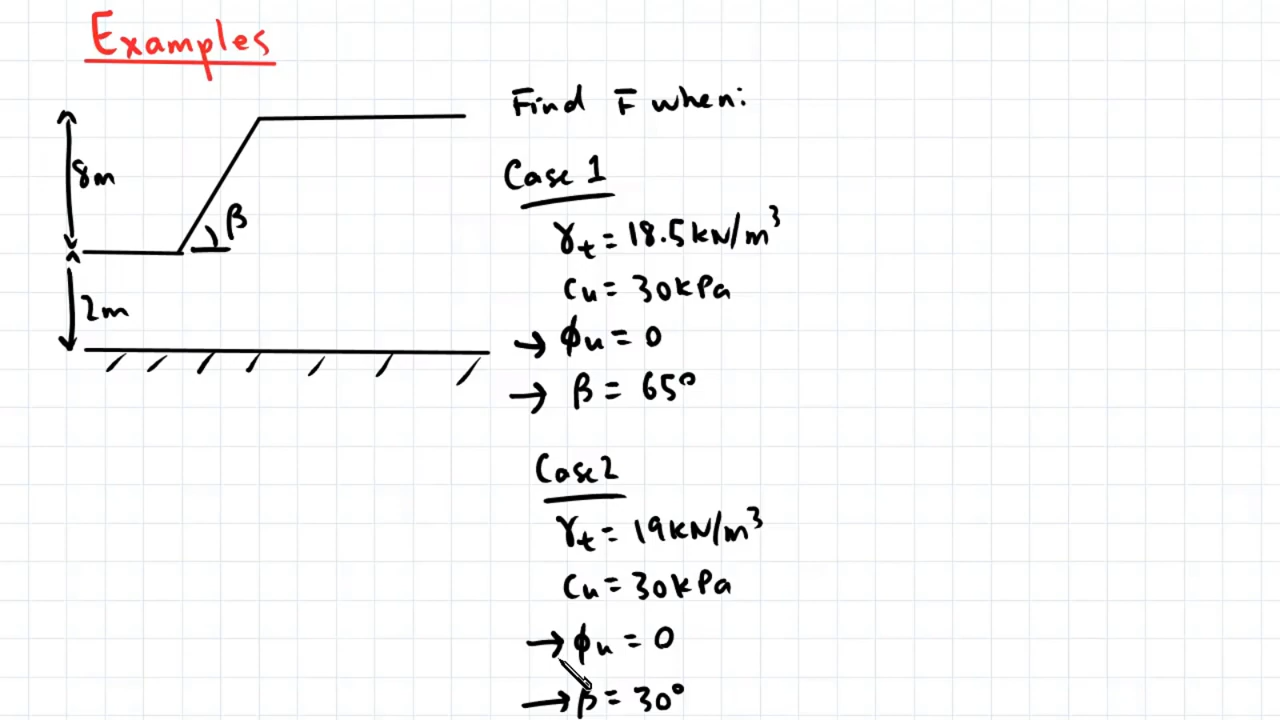 Examples
8m
β
2m
Find F when:
Case 1
γt = 18.5kN/m³
Cu = 30kPa
→ ϕu = 0
→ β = 65°
Case 2
γt = 19kN/m³
Cu = 30kPa
→ ϕu = 0
→ β = 30°